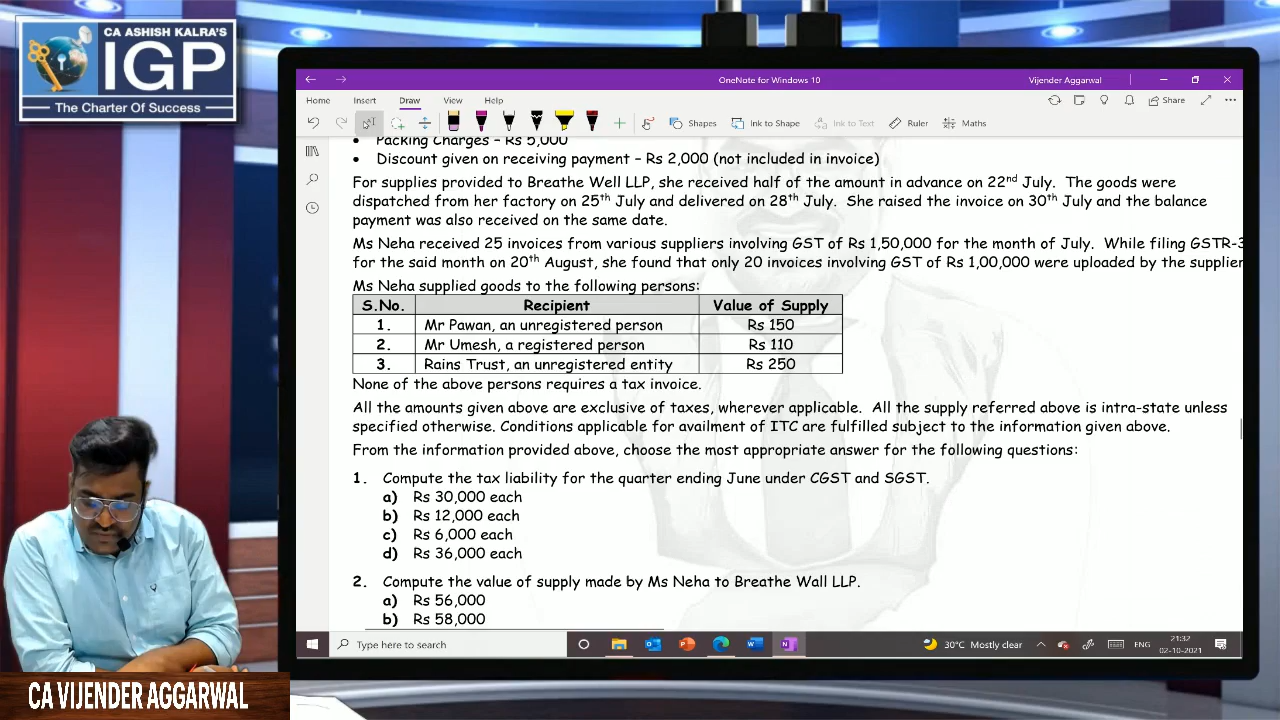 CA ASHISH KALRA'S
IGP
The Charter Of Success
OneNote for Windows 10
Vijender Aggarwal
Home Insert Draw View Help
Share
Shapes Ink to Shape Ink to Text Ruler Maths
• Packing Charges – Rs 5,000
• Discount given on receiving payment – Rs 2,000 (not included in invoice)
For supplies provided to Breathe Well LLP, she received half of the amount in advance on 22nd July. The goods were
dispatched from her factory on 25th July and delivered on 28th July. She raised the invoice on 30th July and the balance
payment was also received on the same date.
Ms Neha received 25 invoices from various suppliers involving GST of Rs 1,50,000 for the month of July. While filing GSTR-3
for the said month on 20th August, she found that only 20 invoices involving GST of Rs 1,00,000 were uploaded by the supplier
Ms Neha supplied goods to the following persons:
S.No. Recipient Value of Supply
1. Mr Pawan, an unregistered person Rs 150
2. Mr Umesh, a registered person Rs 110
3. Rains Trust, an unregistered entity Rs 250
None of the above persons requires a tax invoice.
All the amounts given above are exclusive of taxes, wherever applicable. All the supply referred above is intra-state unless
specified otherwise. Conditions applicable for availment of ITC are fulfilled subject to the information given above.
From the information provided above, choose the most appropriate answer for the following questions:
1. Compute the tax liability for the quarter ending June under CGST and SGST.
a) Rs 30,000 each
b) Rs 12,000 each
c) Rs 6,000 each
d) Rs 36,000 each
2. Compute the value of supply made by Ms Neha to Breathe Wall LLP.
a) Rs 56,000
b) Rs 58,000
Type here to search
30°C Mostly clear
ENG
21:32
02-10-2021
CA VIJENDER AGGARWAL